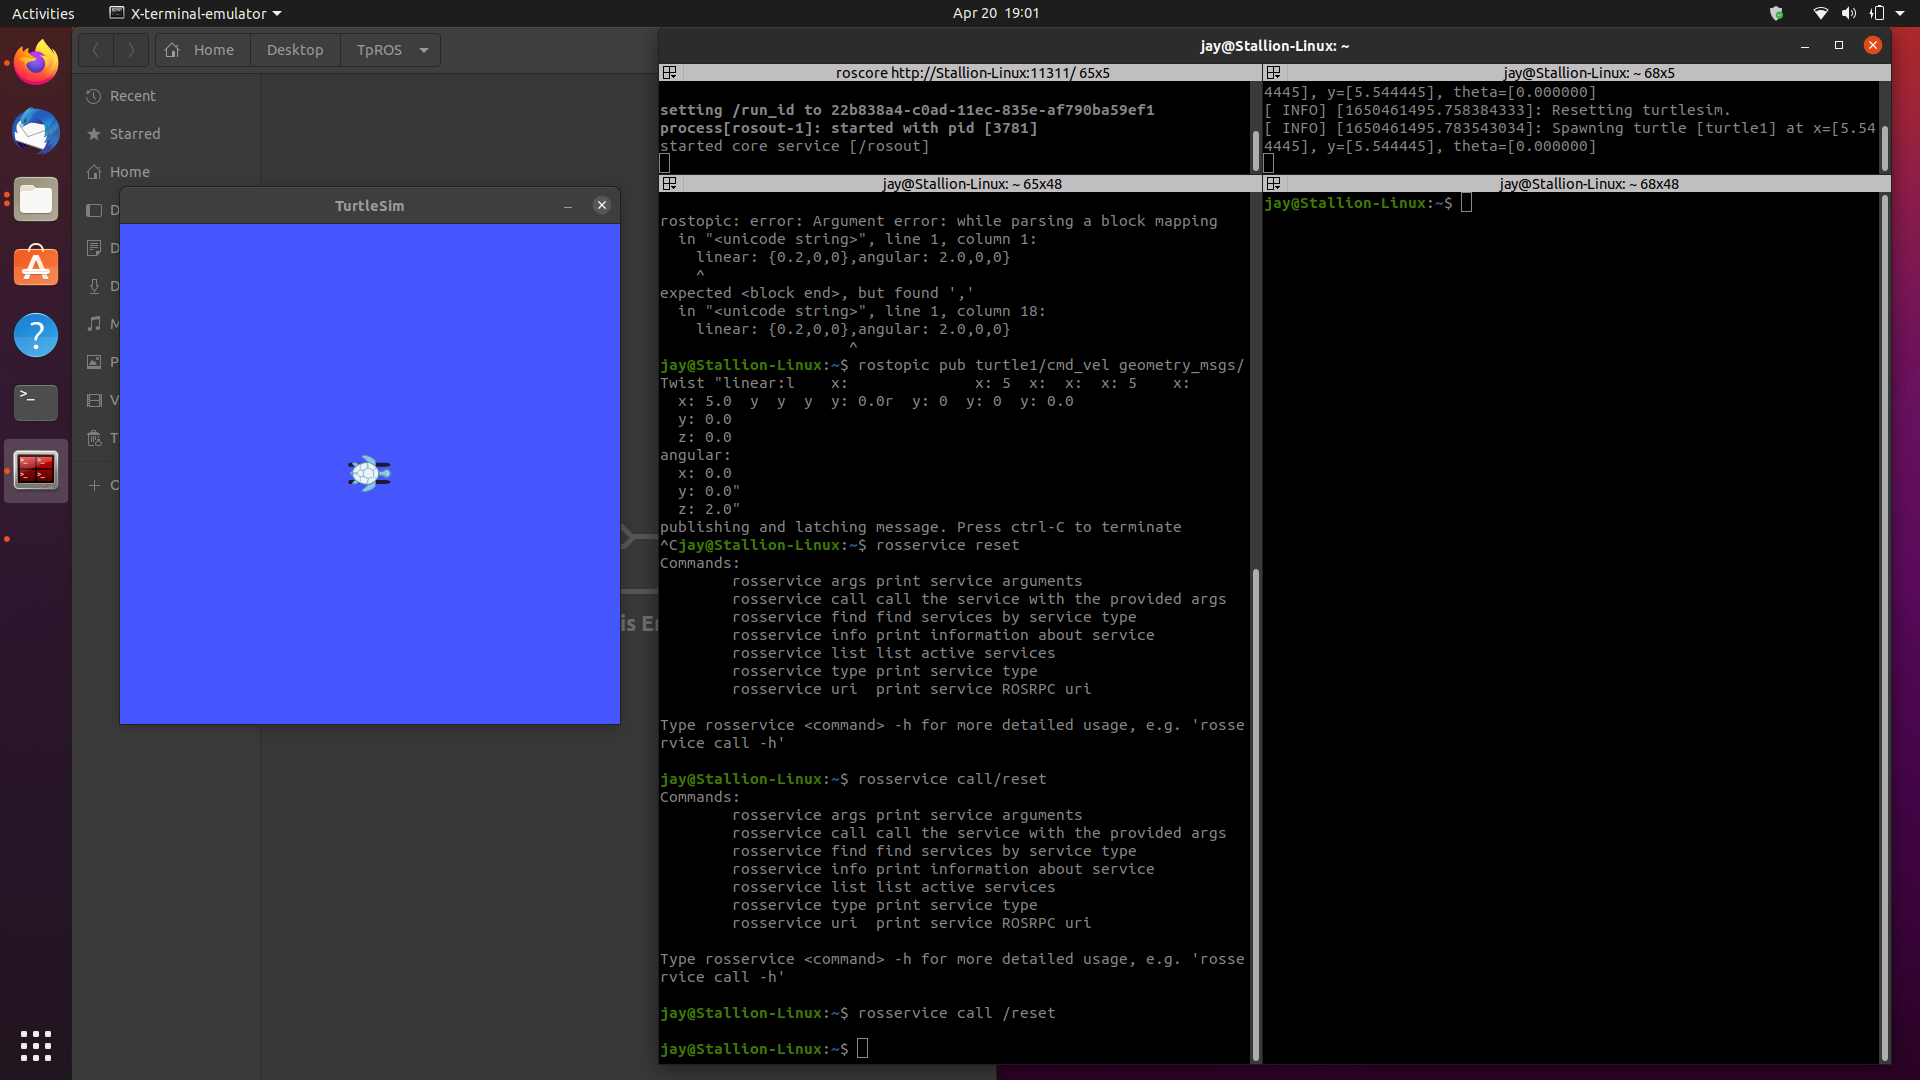 Activities
X-terminal-emulator
Apr 20 19:01
Home
Desktop
TpROS
Recent
Starred
Home
D
D
D
M
P
V
T
O
is E
TurtleSim
jay@Stallion-Linux: ~
roscore http://Stallion-Linux:11311/ 65x5
setting /run_id to 22b838a4-c0ad-11ec-835e-af790ba59ef1
process[rosout-1]: started with pid [3781]
started core service [/rosout]
jay@Stallion-Linux: ~ 68x5
4445], y=[5.544445], theta=[0.000000]
[ INFO] [1650461495.758384333]: Resetting turtlesim.
[ INFO] [1650461495.783543034]: Spawning turtle [turtle1] at x=[5.54
4445], y=[5.544445], theta=[0.000000]
jay@Stallion-Linux: ~ 65x48
rostopic: error: Argument error: while parsing a block mapping
in "<unicode string>", line 1, column 1:
linear: {0.2,0,0},angular: 2.0,0,0}
^
expected <block end>, but found ','
in "<unicode string>", line 1, column 18:
linear: {0.2,0,0},angular: 2.0,0,0}
^
jay@Stallion-Linux:~$ rostopic pub turtle1/cmd_vel geometry_msgs/
Twist "linear:l    x:              x: 5  x:  x:  x: 5    x:
x: 5.0  y  y  y  y: 0.0r  y: 0  y: 0  y: 0.0
y: 0.0
z: 0.0
angular:
x: 0.0
y: 0.0"
z: 2.0"
publishing and latching message. Press ctrl-C to terminate
^Cjay@Stallion-Linux:~$ rosservice reset
Commands:
rosservice args print service arguments
rosservice call call the service with the provided args
rosservice find find services by service type
rosservice info print information about service
rosservice list list active services
rosservice type print service type
rosservice uri  print service ROSRPC uri
Type rosservice <command> -h for more detailed usage, e.g. 'rosse
rvice call -h'
jay@Stallion-Linux:~$ rosservice call/reset
Commands:
rosservice args print service arguments
rosservice call call the service with the provided args
rosservice find find services by service type
rosservice info print information about service
rosservice list list active services
rosservice type print service type
rosservice uri  print service ROSRPC uri
Type rosservice <command> -h for more detailed usage, e.g. 'rosse
rvice call -h'
jay@Stallion-Linux:~$ rosservice call /reset
jay@Stallion-Linux:~$
jay@Stallion-Linux: ~ 68x48
jay@Stallion-Linux:~$